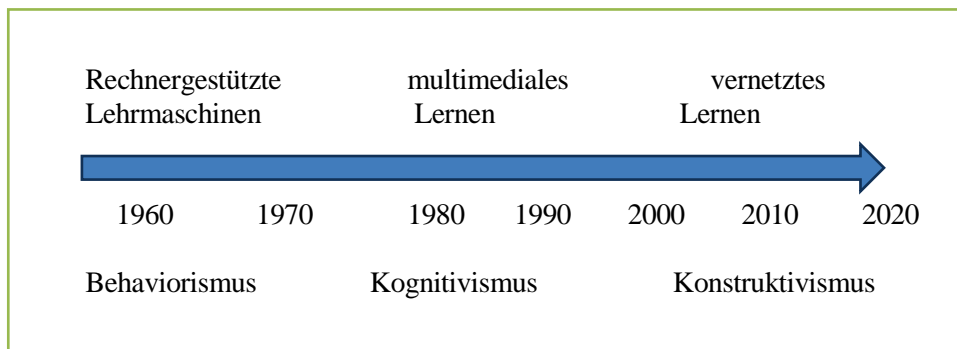 Rechnergestützte multimediales vernetztes
Lehrmaschinen Lernen Lernen
1960 1970 1980 1990 2000 2010 2020
Behaviorismus Kognitivismus Konstruktivismus